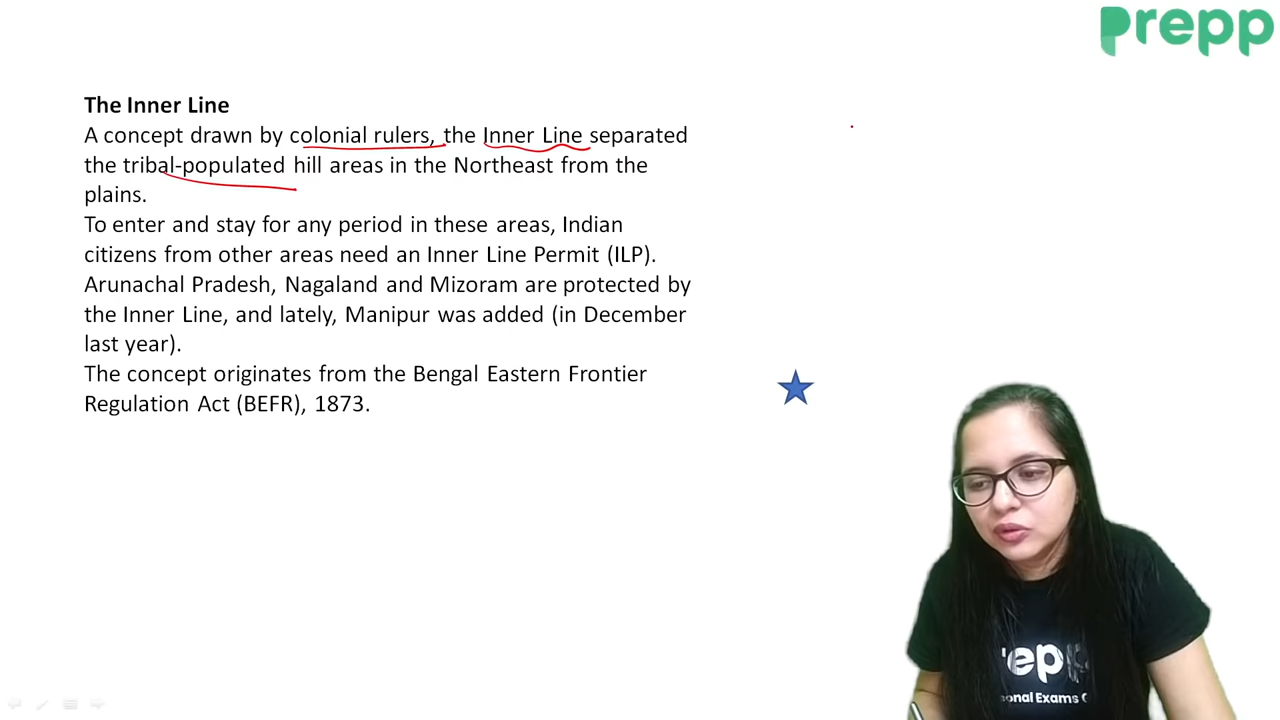 Prepp
The Inner Line
A concept drawn by colonial rulers, the Inner Line separated
the tribal-populated hill areas in the Northeast from the
plains.
To enter and stay for any period in these areas, Indian
citizens from other areas need an Inner Line Permit (ILP).
Arunachal Pradesh, Nagaland and Mizoram are protected by
the Inner Line, and lately, Manipur was added (in December
last year).
The concept originates from the Bengal Eastern Frontier
Regulation Act (BEFR), 1873.
repp
onal Exams